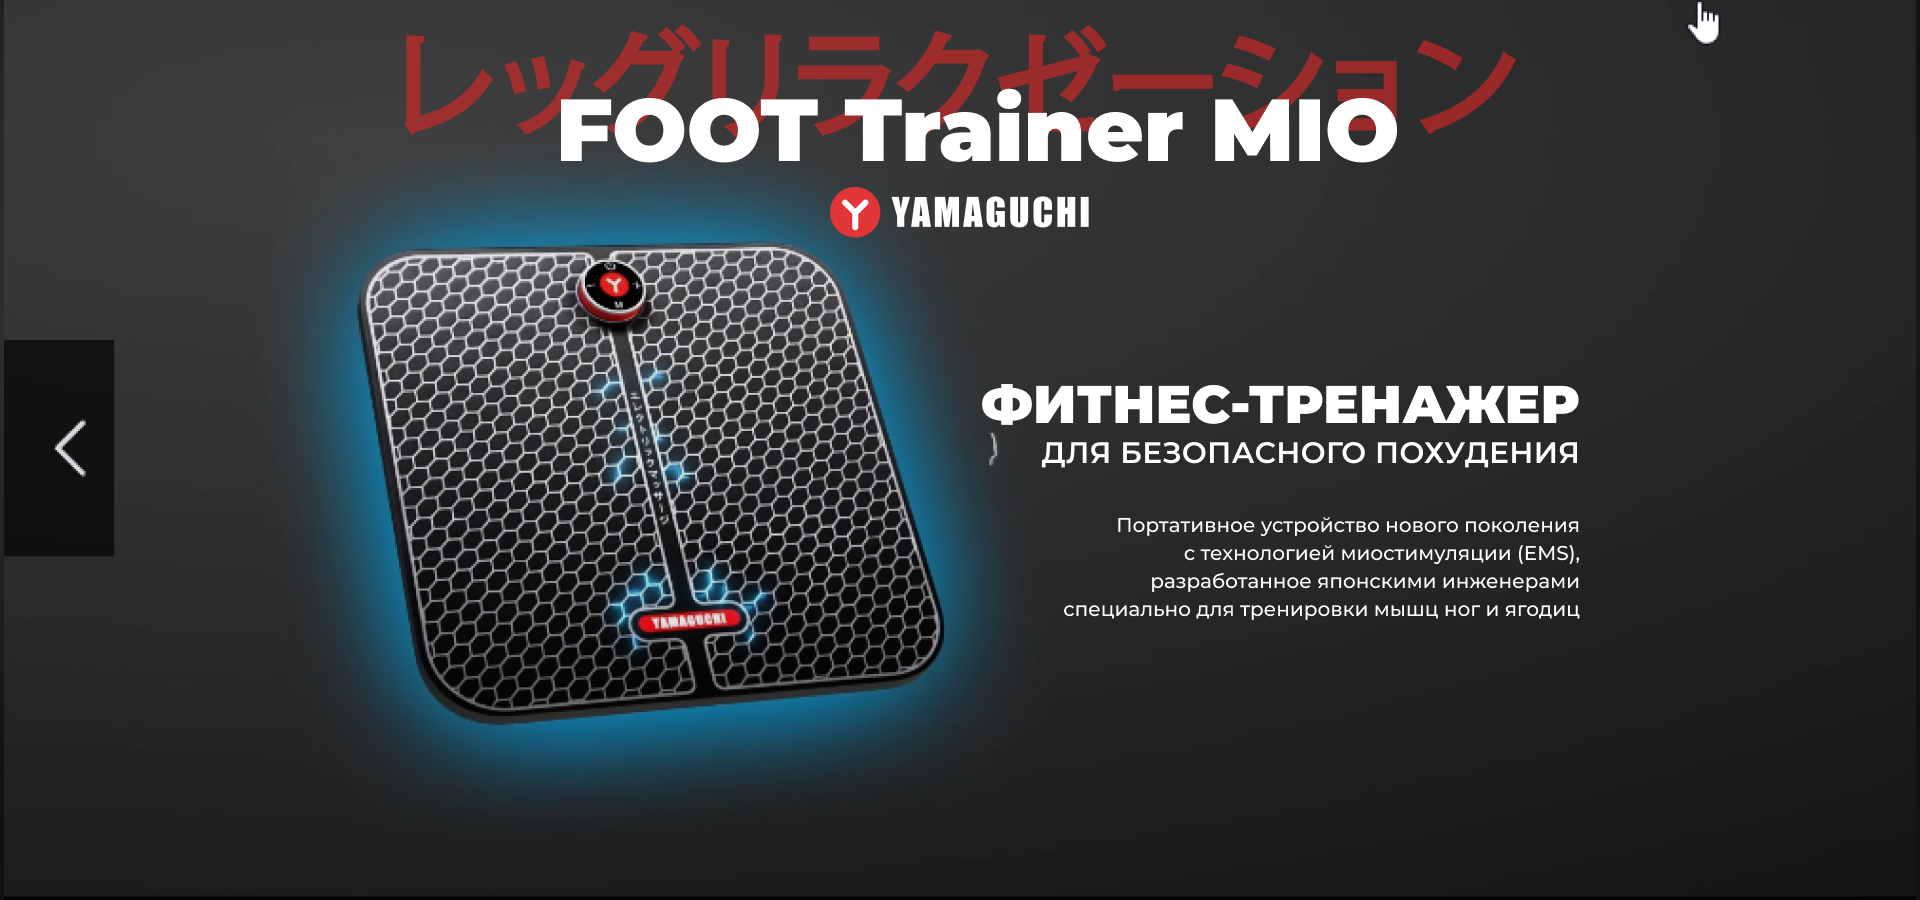 レッグリラクゼーション
FOOT Trainer MIO
YAMAGUCHI
M
YAMAGUCHI
ФИТНЕС-ТРЕНАЖЕР
ДЛЯ БЕЗОПАСНОГО ПОХУДЕНИЯ
Портативное устройство нового поколения
с технологией миостимуляции (EMS),
разработанное японскими инженерами
специально для тренировки мышц ног и ягодиц